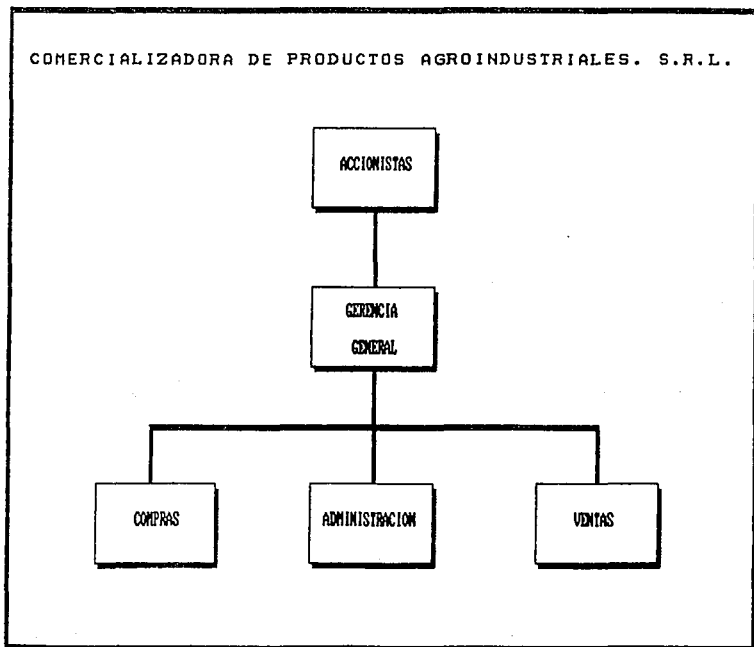 COMERCIALIZADORA DE PRODUCTOS AGROINDUSTRIALES. S.R.L.
ACCIONISTAS
GERENCIA
GENERAL
COMPRAS
ADMINISTRACION
VENTAS